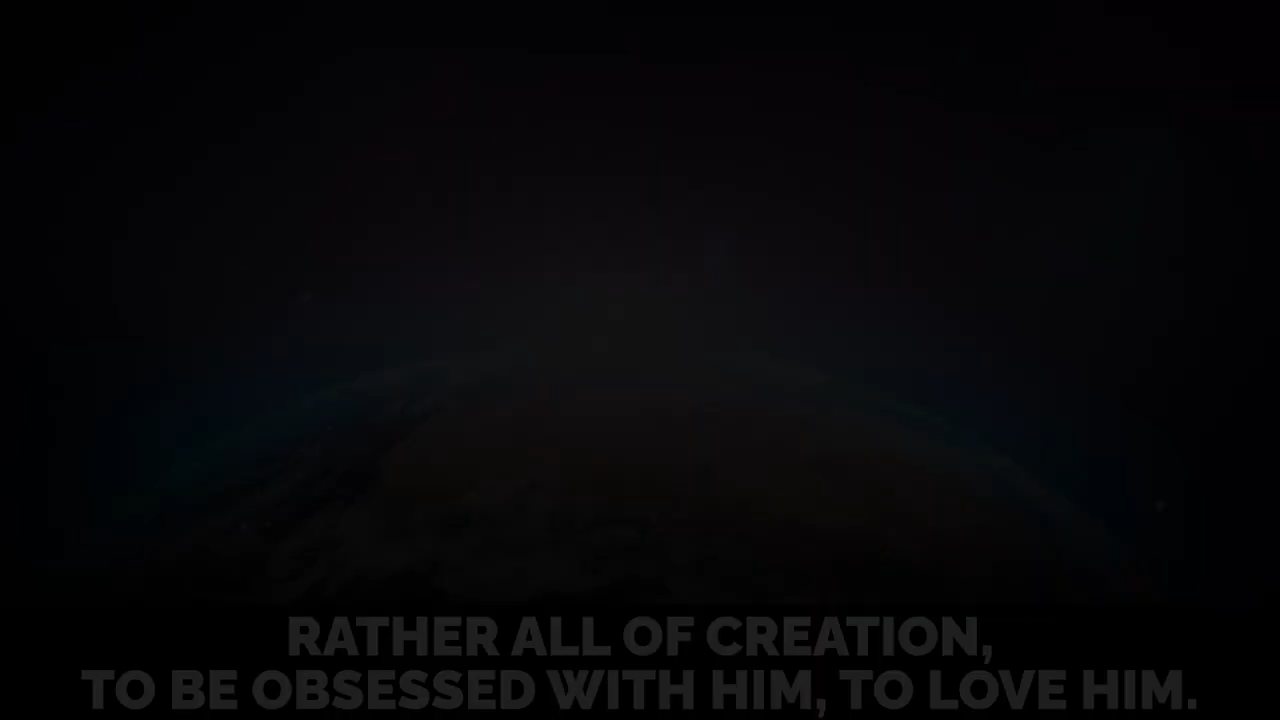 RATHER ALL OF CREATION,
TO BE OBSESSED WITH HIM, TO LOVE HIM.